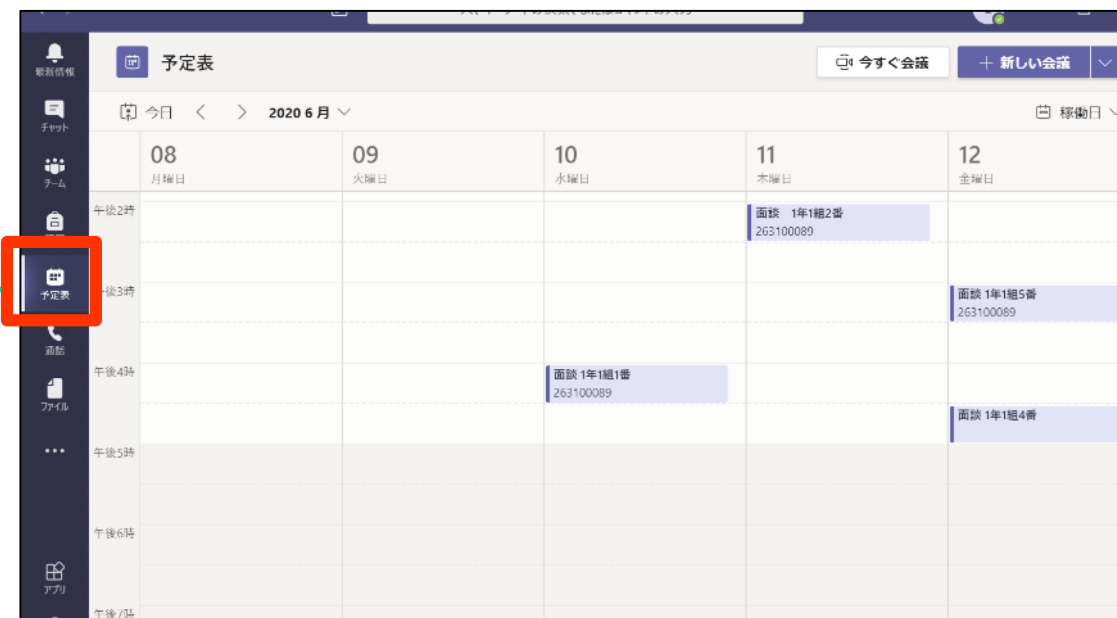 最新情報
チャット
チーム
予定表
通話
ファイル
アプリ
予定表
今すぐ会議
新しい会議
今日
2020 6月
稼働日
08
月曜日
09
火曜日
10
水曜日
11
木曜日
12
金曜日
午後2時
面談 1年1組2番
263100089
午後3時
面談 1年1組5番
263100089
午後4時
面談 1年1組1番
263100089
面談 1年1組4番
午後5時
午後6時
午後7時